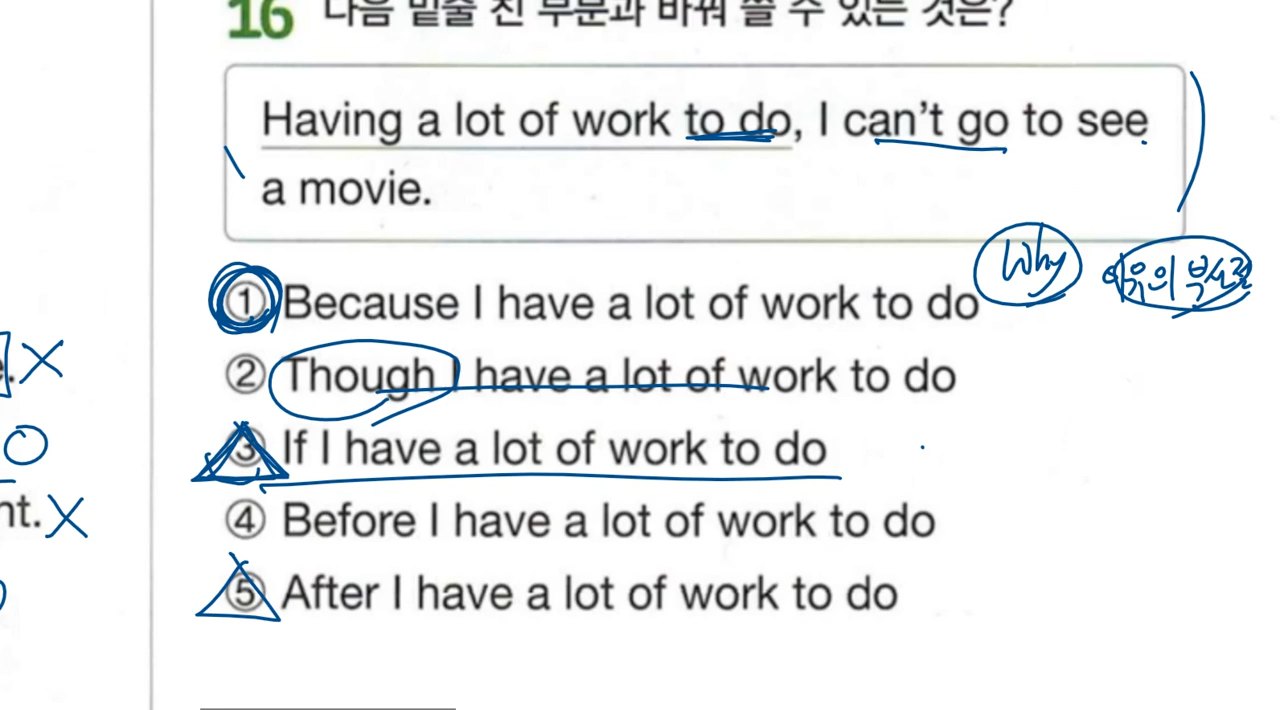 16 다음 밑줄 친 부분과 바꿔 쓸 수 있는 것은?
Having a lot of work to do, I can't go to see
a movie.
Why 이유의 부사절
① Because I have a lot of work to do
② Though I have a lot of work to do
.X
③ If I have a lot of work to do
O
④ Before I have a lot of work to do
nt. X
⑤ After I have a lot of work to do